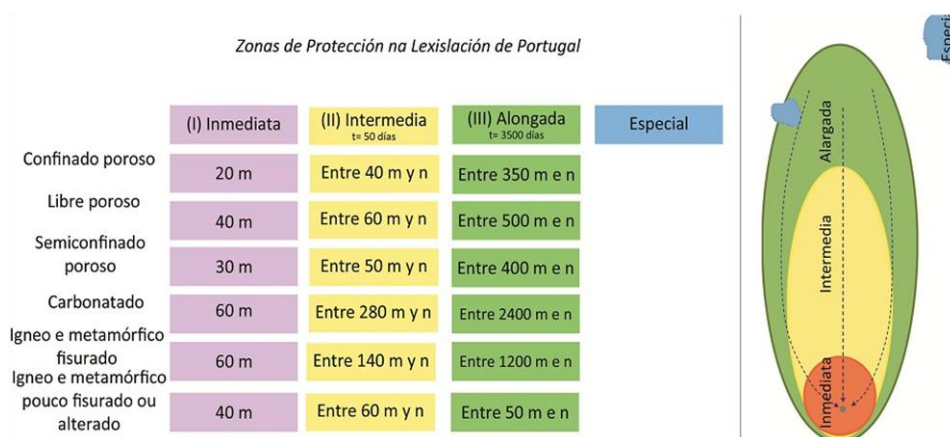 Zonas de Protección na Lexislación de Portugal
(I) Inmediata
(II) Intermedia
t= 50 días
(III) Alongada
t= 3500 días
Especial
Confinado poroso
20 m
Entre 40 m y n
Entre 350 m e n
Libre poroso
40 m
Entre 60 m y n
Entre 500 m e n
Semiconfinado
poroso
30 m
Entre 50 m y n
Entre 400 m e n
Carbonatado
60 m
Entre 280 m y n
Entre 2400 m e n
Igneo e metamórfico
fisurado
60 m
Entre 140 m y n
Entre 1200 m e n
Igneo e metamórfico
pouco fisurado ou
alterado
40 m
Entre 60 m y n
Entre 50 m e n
Alargada
Intermedia
Inmediata